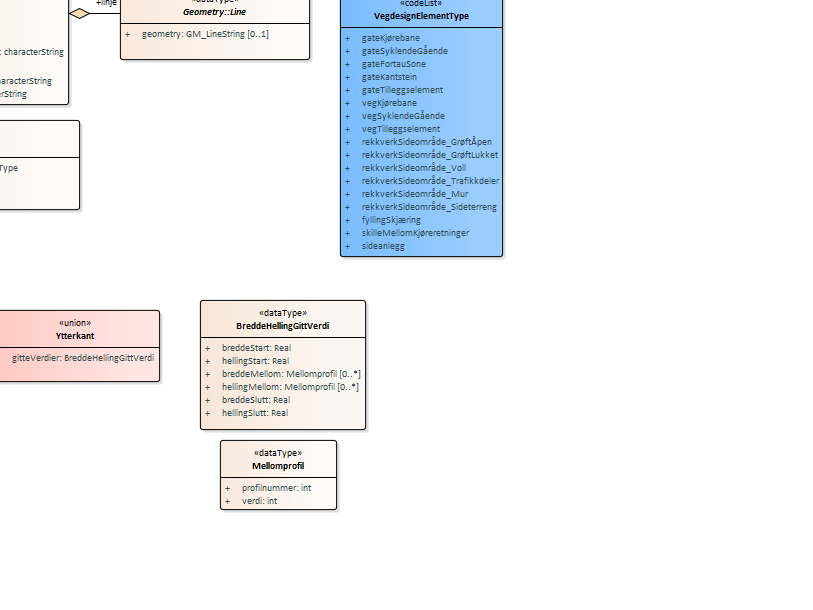 +linje
: characterString
aracterString
rString
Type
«dataType»
Geometry::Line
+ geometry: GM_LineString [0..1]
«codeList»
VegdesignElementType
+ gateKjørebane
+ gateSyklendeGående
+ gateFortauSone
+ gateKantstein
+ gateTilleggselement
+ vegKjørebane
+ vegSyklendeGående
+ vegTilleggselement
+ rekkverkSideområde_GrøftÅpen
+ rekkverkSideområde_GrøftLukket
+ rekkverkSideområde_Voll
+ rekkverkSideområde_Trafikkdeler
+ rekkverkSideområde_Mur
+ rekkverkSideområde_Sideterreng
+ fyllingSkjæring
+ skilleMellomKjøreretninger
+ sideanlegg
«union»
Ytterkant
gitteVerdier: BreddeHellingGittVerdi
«dataType»
BreddeHellingGittVerdi
+ breddeStart: Real
+ hellingStart: Real
+ breddeMellom: Mellomprofil [0..*]
+ hellingMellom: Mellomprofil [0..*]
+ breddeSlutt: Real
+ hellingSlutt: Real
«dataType»
Mellomprofil
+ profilnummer: int
+ verdi: int